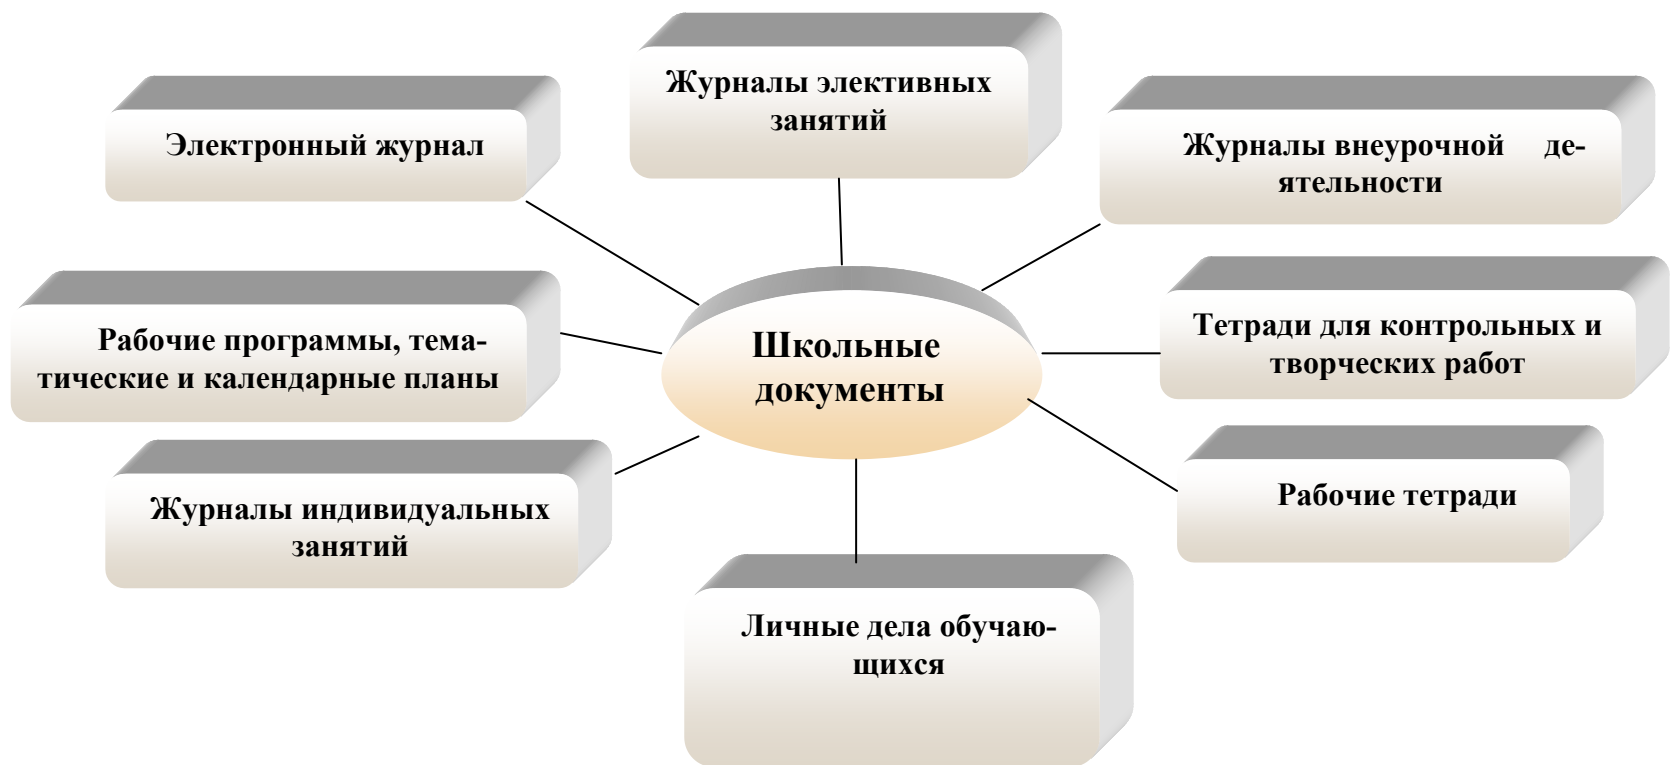 Журналы элективных
занятий
Электронный журнал
Журналы внеурочной де-
ятельности
Рабочие программы, тема-
тические и календарные планы
Школьные
документы
Тетради для контрольных и
творческих работ
Журналы индивидуальных
занятий
Рабочие тетради
Личные дела обучаю-
щихся